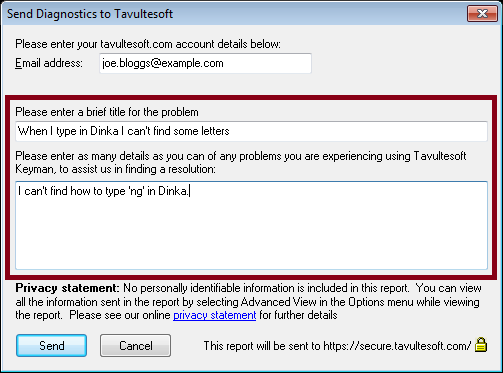 Send Diagnostics to Tavultesoft
Please enter your tavultesoft.com account details below:
Email address: joe.bloggs@example.com
Please enter a brief title for the problem
When I type in Dinka I can't find some letters
Please enter as many details as you can of any problems you are experiencing using Tavultesoft
Keyman, to assist us in finding a resolution:
I can't find how to type 'ng' in Dinka.
Privacy statement: No personally identifiable information is included in this report. You can view
all the information sent in the report by selecting Advanced View in the Options menu while viewing
the report. Please see our online privacy statement for further details
Send Cancel This report will be sent to https://secure.tavultesoft.com/